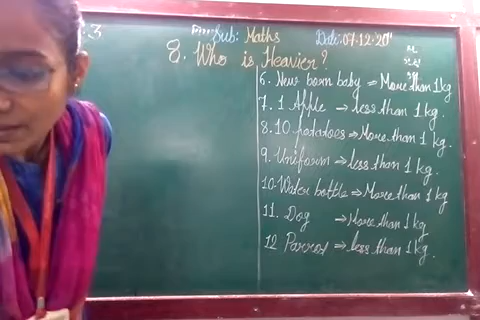 .3
Sub: Maths
Date: 07.12.20"
8. Who is Heavier?
6. New born baby ⇒ More than 1 kg
7. 1 Apple → less than 1 kg.
8. 10 potatoes ⇒ More than 1 kg.
9. Uniform ⇒ less than 1 kg.
10. Water bottle ⇒ More than 1 kg
11. Dog → More than 1 kg
12 Parrot ⇒ less than 1 kg.